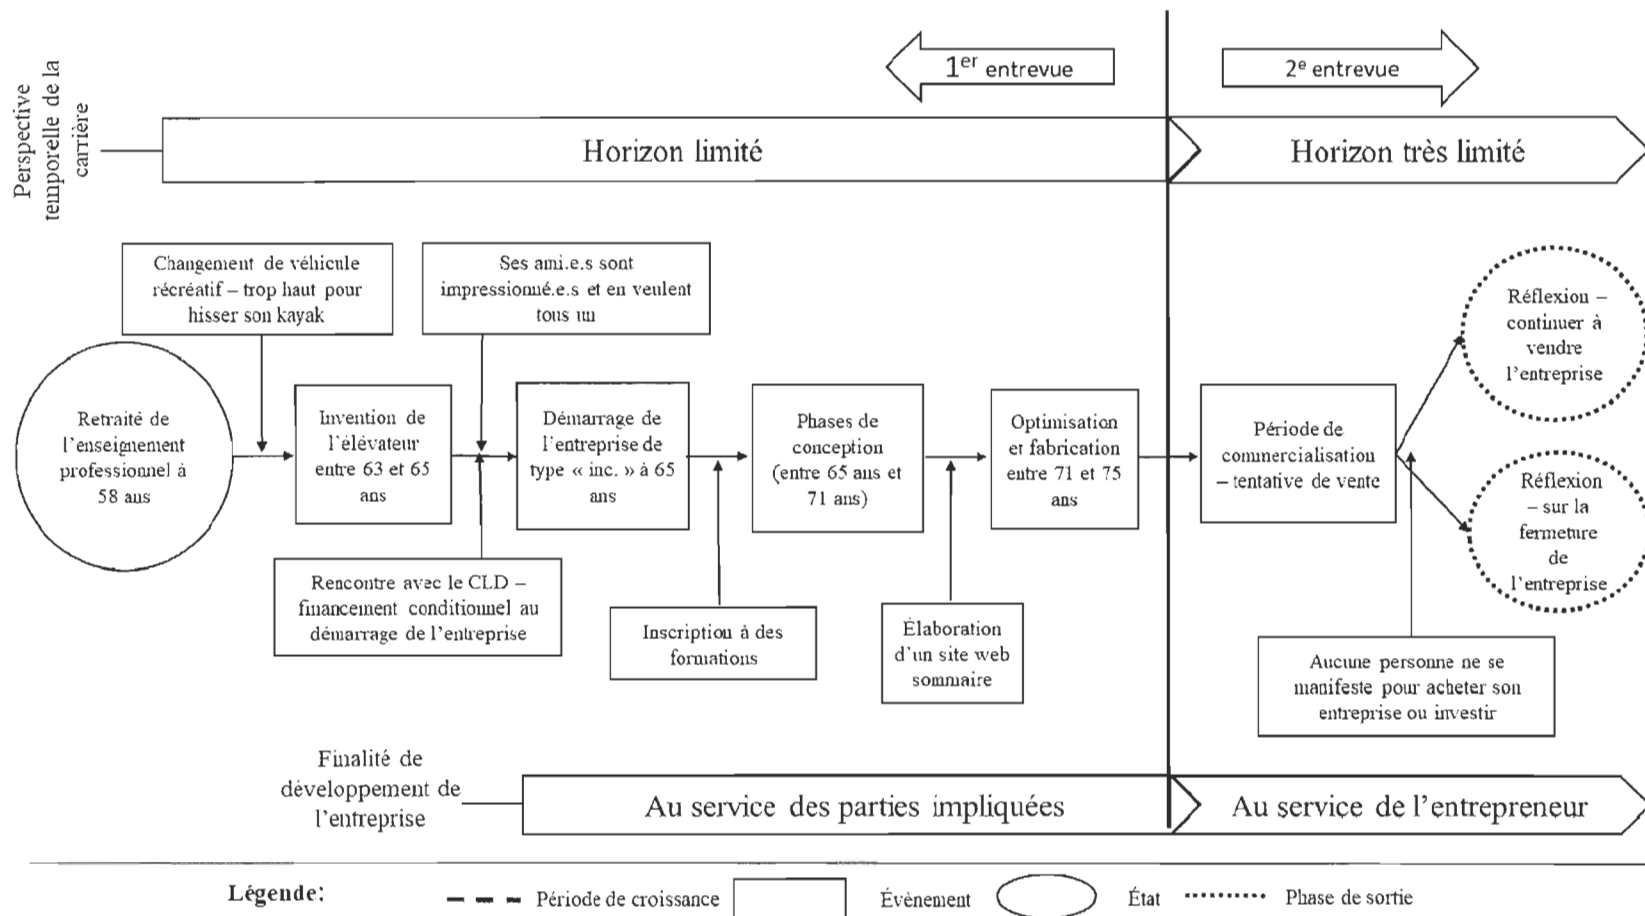 1er entrevue
2e entrevue
Perspective
temporelle de la
carrière
Horizon limité
Horizon très limité
Changement de véhicule
récréatif – trop haut pour
hisser son kayak
Ses ami.e.s sont
impressionné.e.s et en veulent
tous un
Retraité de
l'enseignement
professionnel à
58 ans
Invention de
l'élévateur
entre 63 et 65
ans
Démarrage de
l'entreprise de
type « inc. » à 65
ans
Phases de
conception
(entre 65 ans et
71 ans)
Optimisation
et fabrication
entre 71 et 75
ans
Période de
commercialisation
– tentative de vente
Réflexion –
continuer à
vendre
l'entreprise
Réflexion
– sur la
fermeture
de
l'entreprise
Rencontre avec le CLD –
financement conditionnel au
démarrage de l'entreprise
Inscription à des
formations
Élaboration
d'un site web
sommaire
Aucune personne ne se
manifeste pour acheter son
entreprise ou investir
Finalité de
développement de
l'entreprise
Au service des parties impliquées
Au service de l'entrepreneur
Légende:
Période de croissance
Évènement
État
Phase de sortie